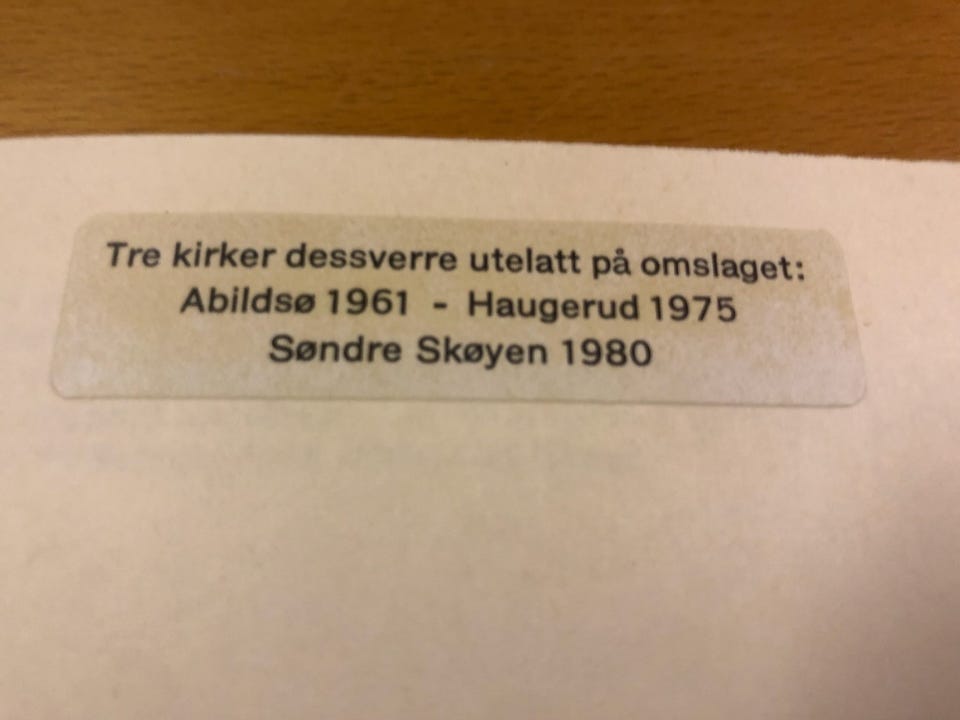 Tre kirker dessverre utelatt på omslaget:
Abildsø 1961 - Haugerud 1975
Søndre Skøyen 1980